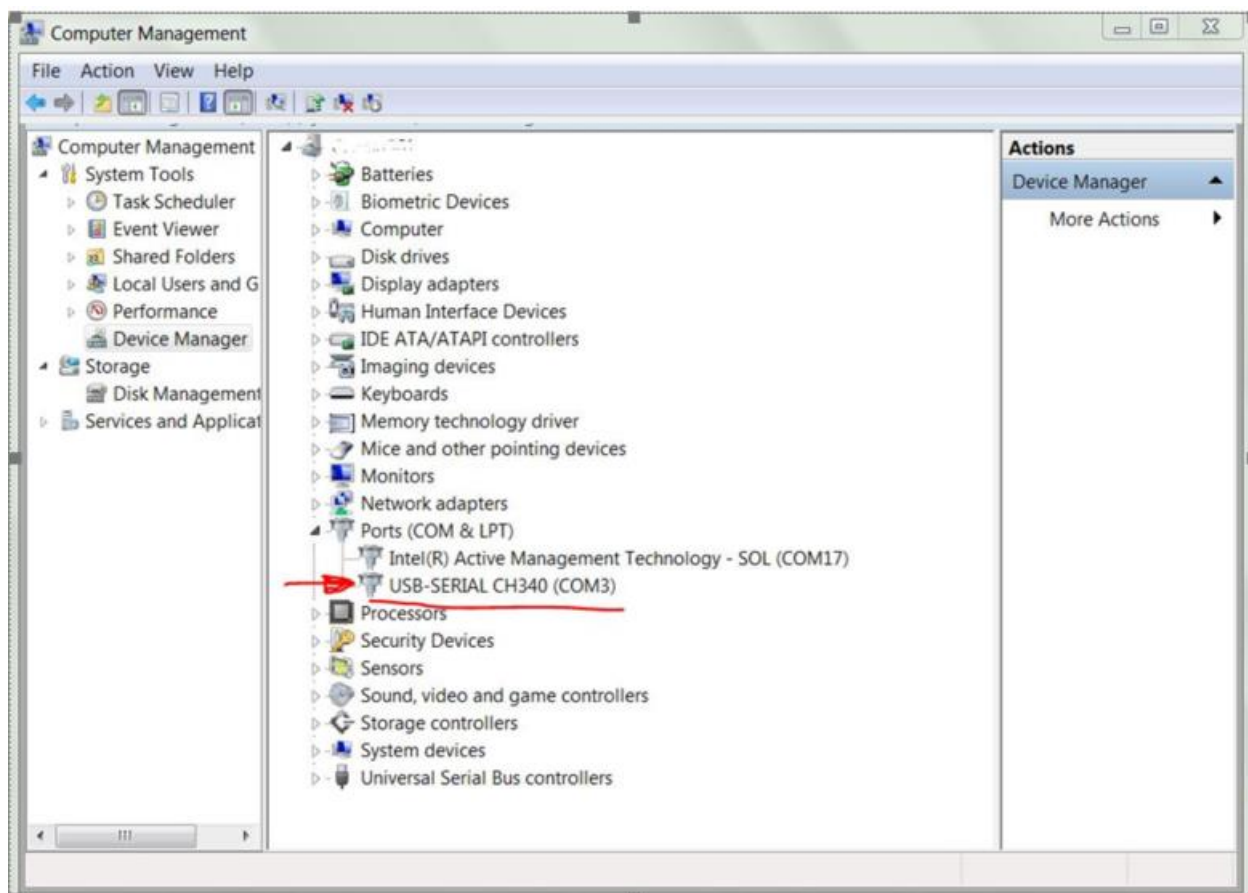 Computer Management
File Action View Help
Computer Management
System Tools
Task Scheduler
Event Viewer
Shared Folders
Local Users and G
Performance
Device Manager
Storage
Disk Management
Services and Applicat
Batteries
Biometric Devices
Computer
Disk drives
Display adapters
Human Interface Devices
IDE ATA/ATAPI controllers
Imaging devices
Keyboards
Memory technology driver
Mice and other pointing devices
Monitors
Network adapters
Ports (COM & LPT)
Intel(R) Active Management Technology - SOL (COM17)
USB-SERIAL CH340 (COM3)
Processors
Security Devices
Sensors
Sound, video and game controllers
Storage controllers
System devices
Universal Serial Bus controllers
Actions
Device Manager
More Actions